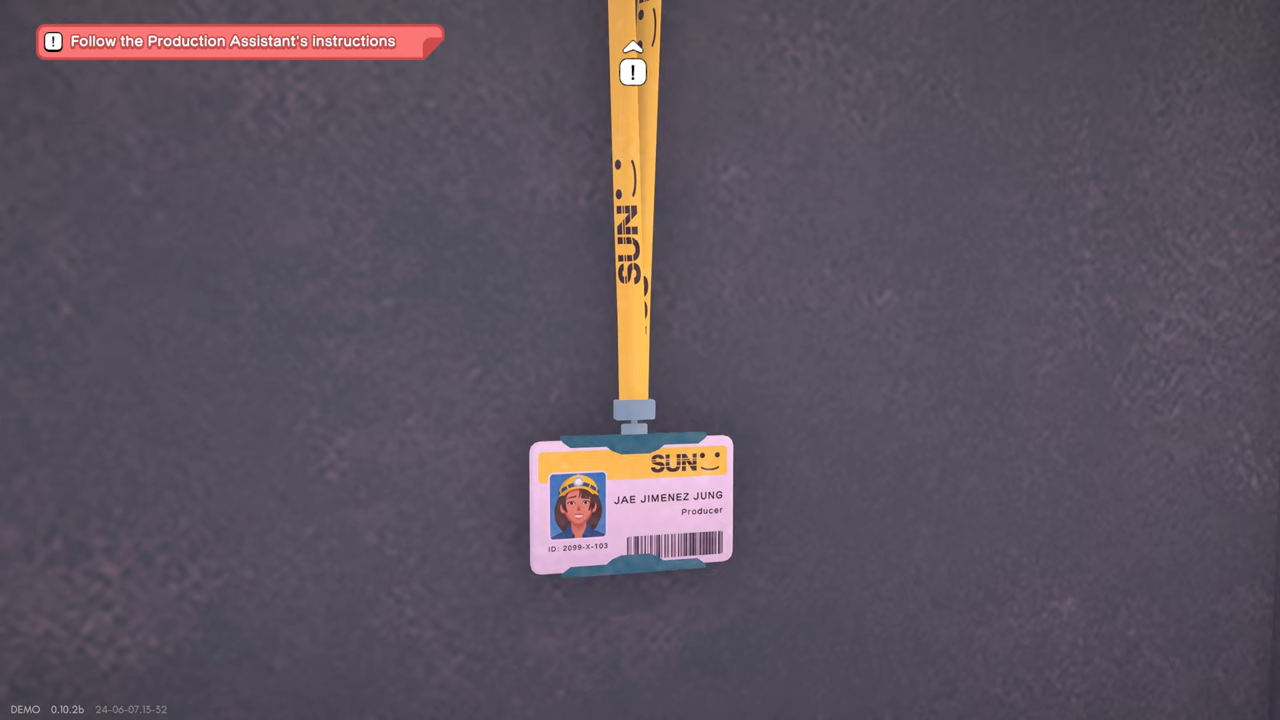 ! Follow the Production Assistant's instructions
!
SUN
SUN
JAE JIMENEZ JUNG
Producer
ID: 2099-X-103
DEMO 0.10.2b 24-06-07.15-32